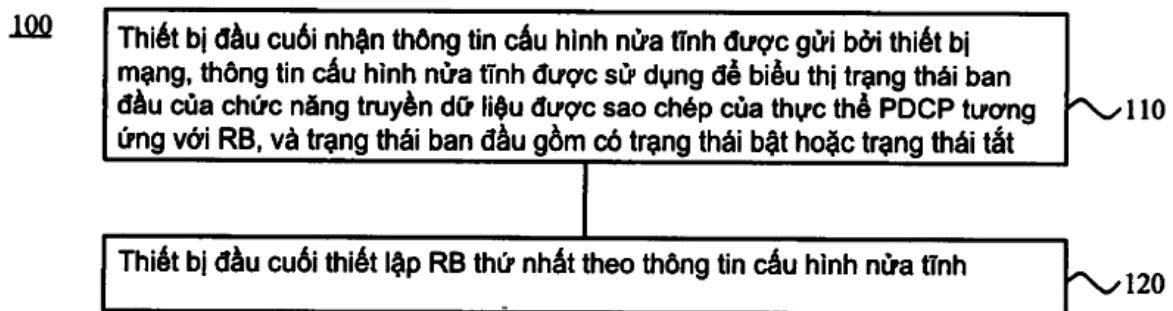 100
Thiết bị đầu cuối nhận thông tin cấu hình nửa tĩnh được gửi bởi thiết bị
mạng, thông tin cấu hình nửa tĩnh được sử dụng để biểu thị trạng thái ban
đầu của chức năng truyền dữ liệu được sao chép của thực thể PDCP tương
ứng với RB, và trạng thái ban đầu gồm có trạng thái bật hoặc trạng thái tắt
110
Thiết bị đầu cuối thiết lập RB thứ nhất theo thông tin cấu hình nửa tĩnh
120